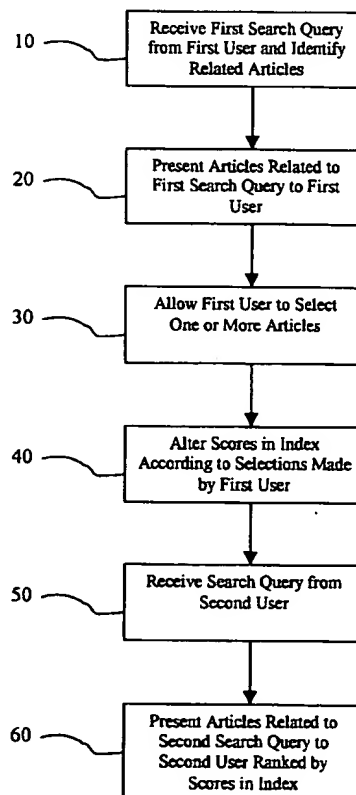 10
Receive First Search Query
from First User and Identify
Related Articles
20
Present Articles Related to
First Search Query to First
User
30
Allow First User to Select
One or More Articles
40
Alter Scores in Index
According to Selections Made
by First User
50
Receive Search Query from
Second User
60
Present Articles Related to
Second Search Query to
Second User Ranked by
Scores in Index